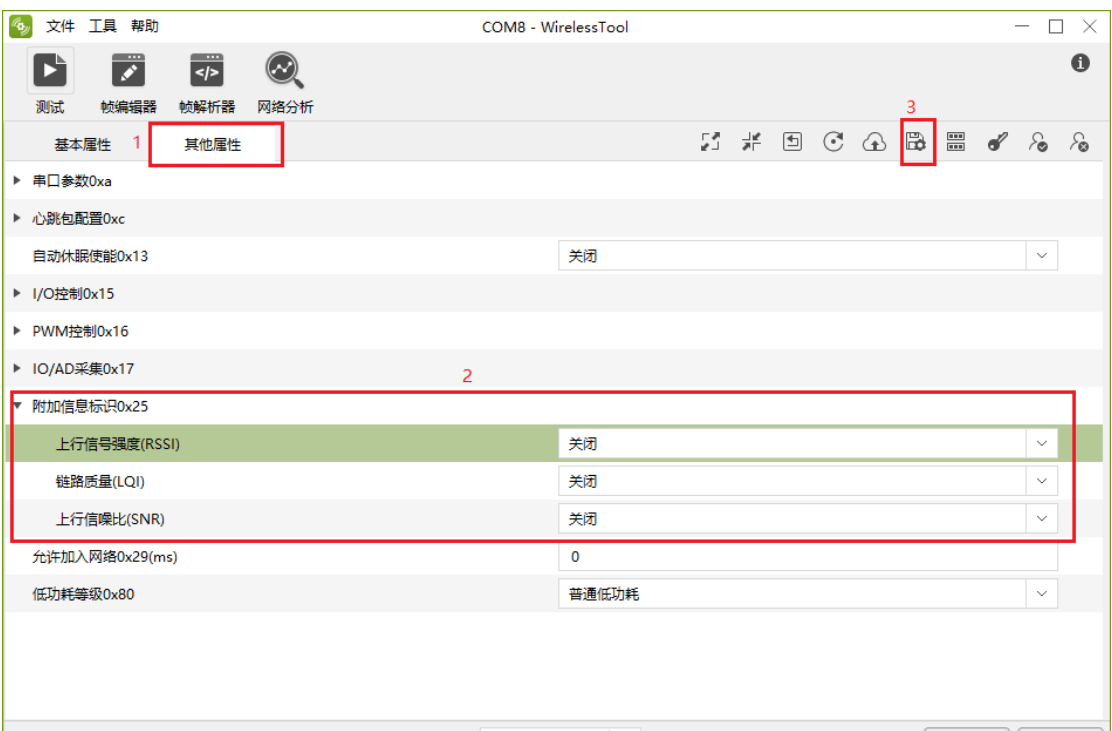 文件 工具 帮助 COM8 - WirelessTool
测试 帧编辑器 帧解析器 网络分析
3
基本属性 1 其他属性
串口参数0xa
心跳包配置0xc
自动休眠使能0x13 关闭
I/O控制0x15
PWM控制0x16
IO/AD采集0x17
2
附加信息标识0x25
上行信号强度(RSSI) 关闭
链路质量(LQI) 关闭
上行信噪比(SNR) 关闭
允许加入网络0x29(ms) 0
低功耗等级0x80 普通低功耗